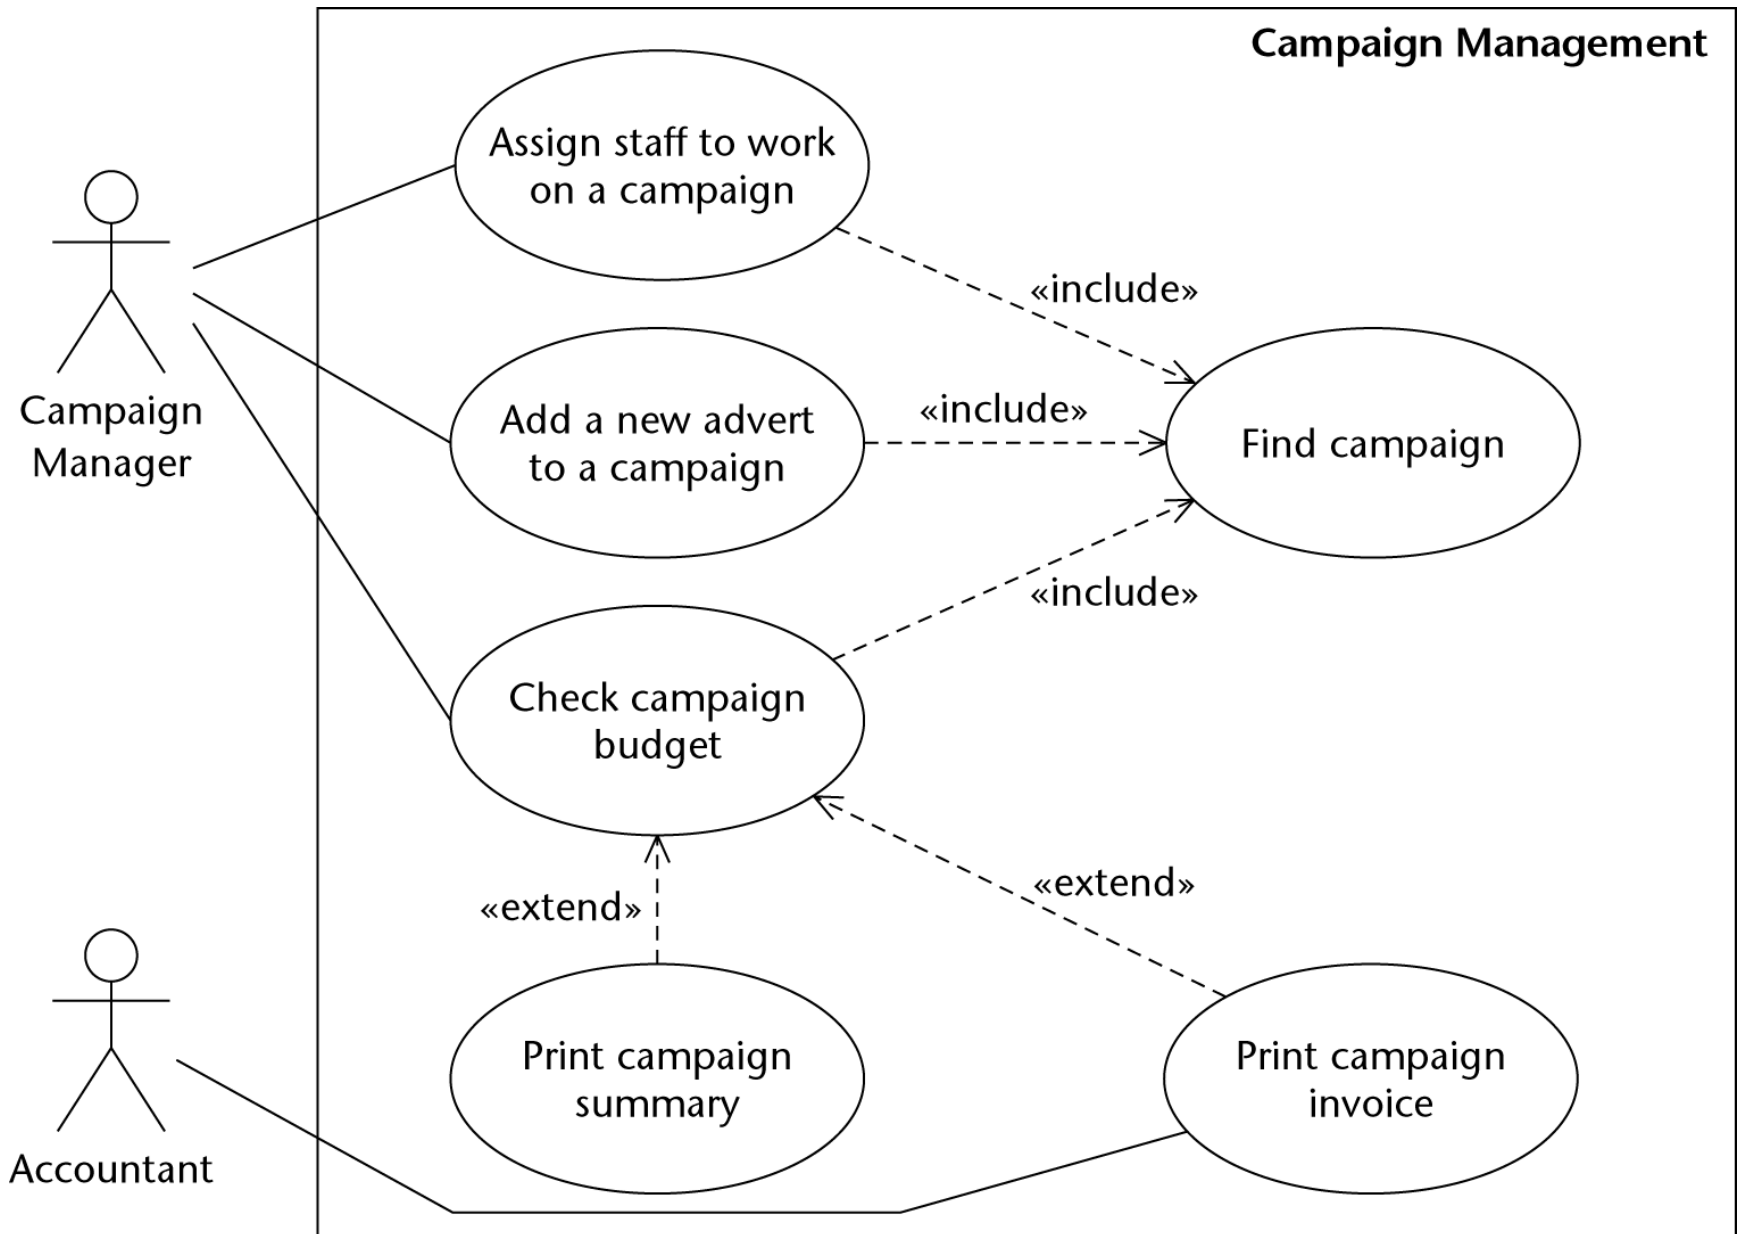 Campaign Management
Assign staff to work
on a campaign
«include»
Campaign
Manager
Add a new advert
to a campaign
«include»
Find campaign
«include»
Check campaign
budget
«extend»
«extend»
Print campaign
summary
Print campaign
invoice
Accountant